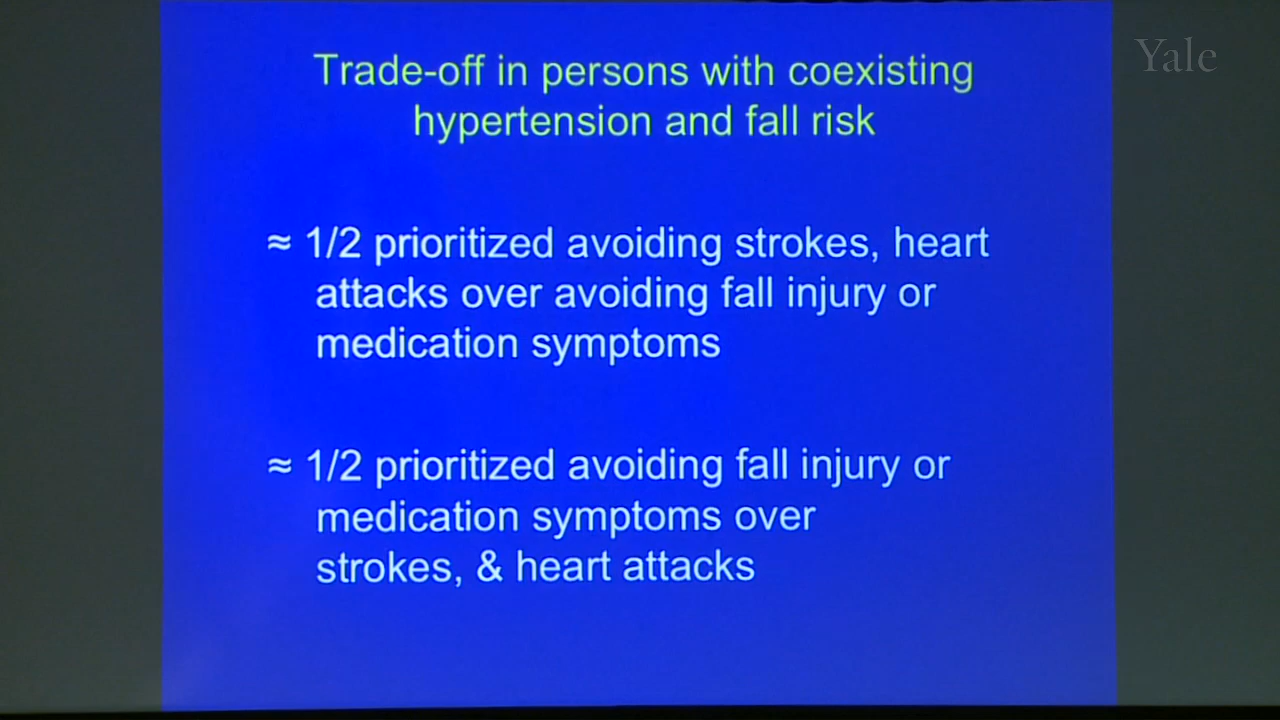 Yale
Trade-off in persons with coexisting
hypertension and fall risk
≈ 1/2 prioritized avoiding strokes, heart
attacks over avoiding fall injury or
medication symptoms
≈ 1/2 prioritized avoiding fall injury or
medication symptoms over
strokes, & heart attacks